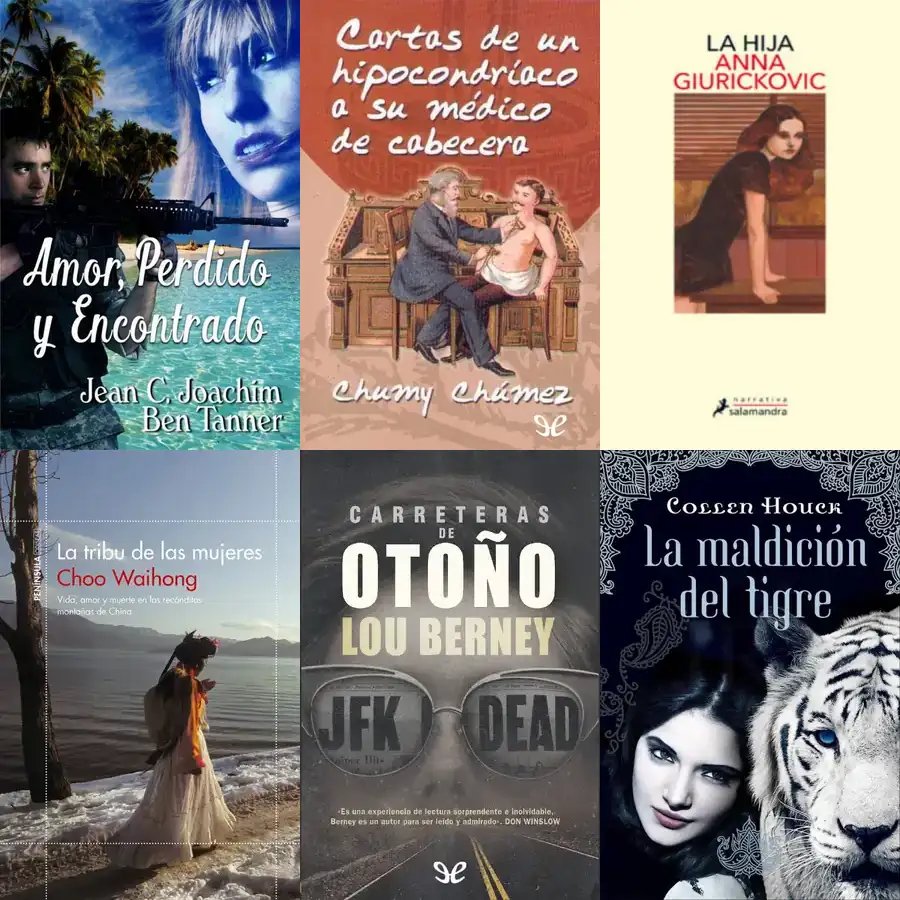 Amor, Perdido
y Encontrado
Jean C. Joachim
Ben Tanner
Cartas de un
hipocondríaco
a su médico
de cabecera
Chumy Chúmez
LA HIJA
ANNA
GIURICKOVIC
narrativa
salamandra
PENÍNSULA
La tribu de las mujeres
Choo Waihong
Vida, amor y muerte en las recónditas
montañas de China
CARRETERAS
DE
OTOÑO
LOU BERNEY
JFK DEAD
«Es una experiencia de lectura sorprendente e inolvidable.
Berney es un autor para ser leído y admirado». DON WINSLOW
COLLEEN HOUCK
La maldición
del tigre